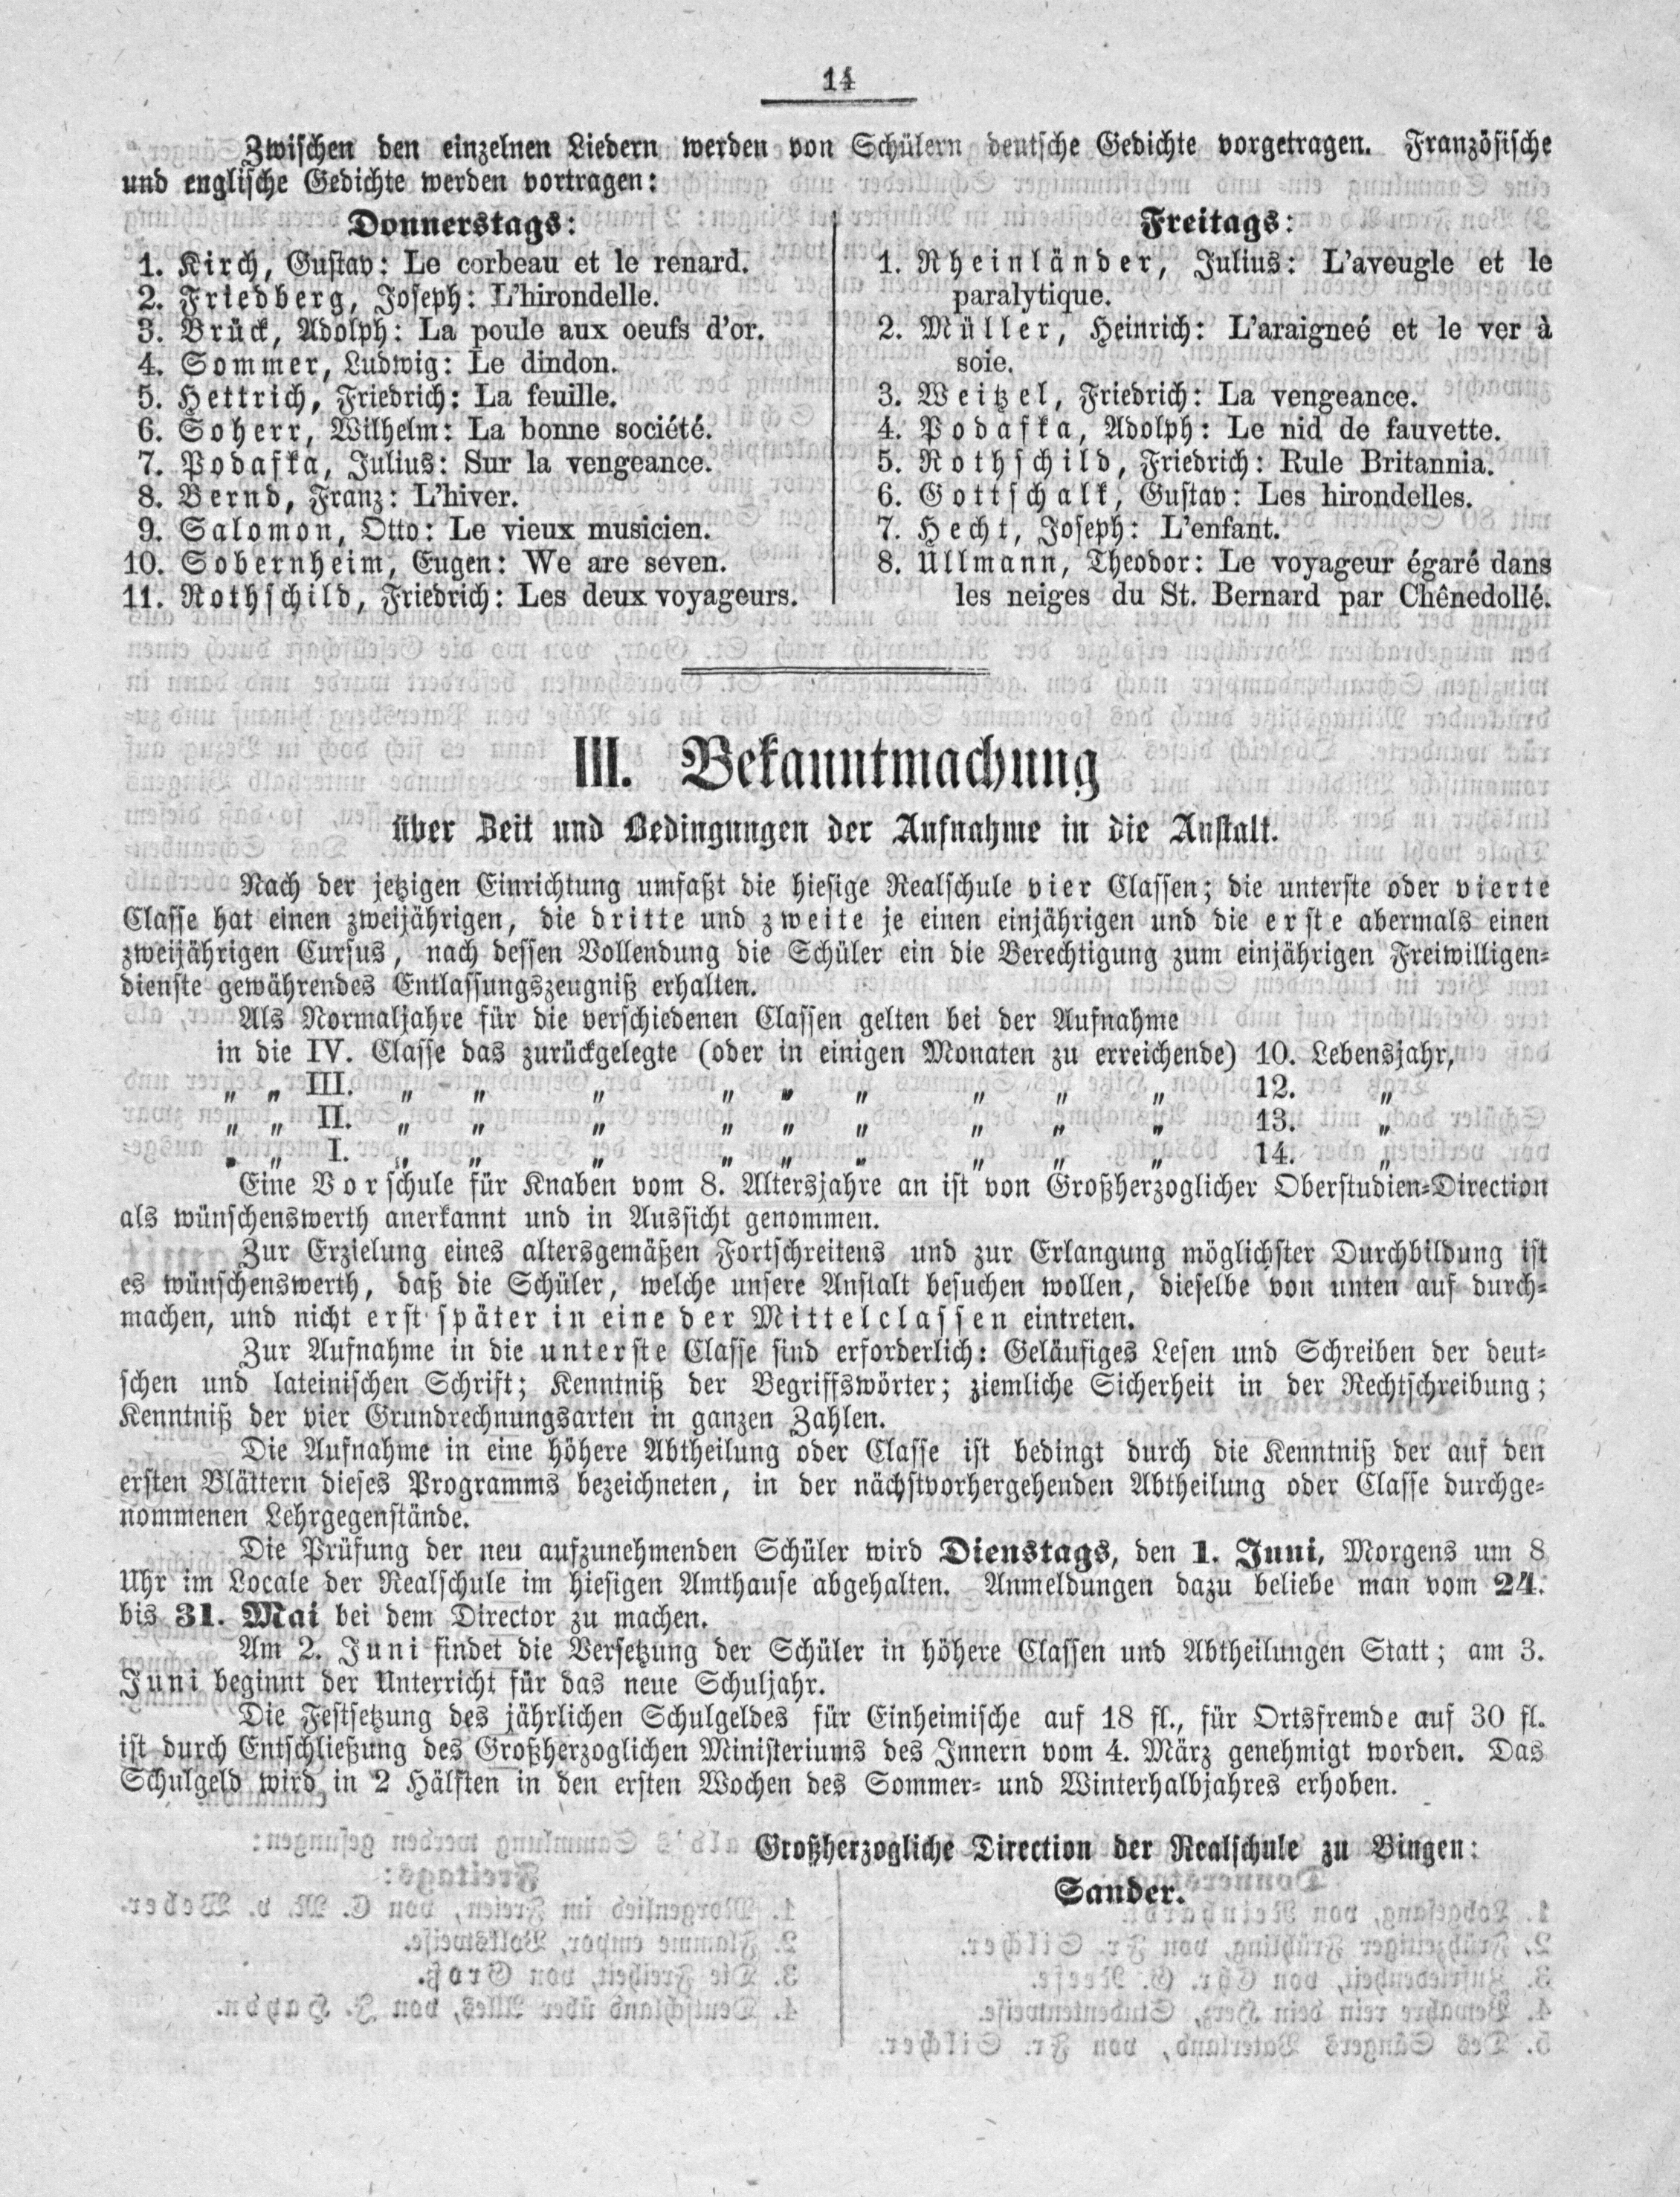 14
Zwischen den einzelnen Liedern werden von Schülern deutsche Gedichte vorgetragen. Französische
und englische Gedichte werden vortragen:
Donnerstags:
1. Kirch, Gustav: Le corbeau et le renard.
2. Friedberg, Joseph: L'hirondelle.
3. Brück, Adolph: La poule aux oeufs d'or.
4. Sommer, Ludwig: Le dindon.
5. Hettrich, Friedrich: La feuille.
6. Soherr, Wilhelm: La bonne société.
7. Podaska, Julius: Sur la vengeance.
8. Bernd, Franz: L'hiver.
9. Salomon, Otto: Le vieux musicien.
10. Sobernheim, Eugen: We are seven.
11. Rothschild, Friedrich: Les deux voyageurs.
Freitags:
1. Rheinländer, Julius: L'aveugle et le
paralytique.
2. Müller, Heinrich: L'araigneé et le ver à
soie.
3. Weitzel, Friedrich: La vengeance.
4. Podaska, Adolph: Le nid de fauvette.
5. Rothschild, Friedrich: Rule Britannia.
6. Gottschalk, Gustav: Les hirondelles.
7. Hecht, Joseph: L'enfant.
8. Ullmann, Theodor: Le voyageur égaré dans
les neiges du St. Bernard par Chênedollé.
III. Bekanntmachung
über Zeit und Bedingungen der Aufnahme in die Anstalt.
Nach der jetzigen Einrichtung umfaßt die hiesige Realschule vier Classen; die unterste oder vierte
Classe hat einen zweijährigen, die dritte und zweite je einen einjährigen und die erste abermals einen
zweijährigen Cursus, nach dessen Vollendung die Schüler ein die Berechtigung zum einjährigen Freiwilligen-
dienste gewährendes Entlassungszeugniß erhalten.
Als Normaljahre für die verschiedenen Classen gelten bei der Aufnahme
in die IV. Classe das zurückgelegte (oder in einigen Monaten zu erreichende) 10. Lebensjahr,
„ „ III. „ „ „ „ „ „ „ „ „ 12. „
„ „ II. „ „ „ „ „ „ „ „ „ 13. „
„ „ I. „ „ „ „ „ „ „ „ „ 14. „
Eine Vorschule für Knaben vom 8. Altersjahre an ist von Großherzoglicher Oberstudien-Direction
als wünschenswerth anerkannt und in Aussicht genommen.
Zur Erzielung eines altersgemäßen Fortschreitens und zur Erlangung möglichster Durchbildung ist
es wünschenswerth, daß die Schüler, welche unsere Anstalt besuchen wollen, dieselbe von unten auf durch-
machen, und nicht erst später in eine der Mittelclassen eintreten.
Zur Aufnahme in die unterste Classe sind erforderlich: Geläufiges Lesen und Schreiben der deut-
schen und lateinischen Schrift; Kenntniß der Begriffswörter; ziemliche Sicherheit in der Rechtschreibung;
Kenntniß der vier Grundrechnungsarten in ganzen Zahlen.
Die Aufnahme in eine höhere Abtheilung oder Classe ist bedingt durch die Kenntniß der auf den
ersten Blättern dieses Programms bezeichneten, in der nächstvorhergehenden Abtheilung oder Classe durchge-
nommenen Lehrgegenstände.
Die Prüfung der neu aufzunehmenden Schüler wird Dienstags, den 1. Juni, Morgens um 8
Uhr im Locale der Realschule im hiesigen Amthause abgehalten. Anmeldungen dazu beliebe man vom 24.
bis 31. Mai bei dem Director zu machen.
Am 2. Juni findet die Versetzung der Schüler in höhere Classen und Abtheilungen Statt; am 3.
Juni beginnt der Unterricht für das neue Schuljahr.
Die Festsetzung des jährlichen Schulgeldes für Einheimische auf 18 fl., für Ortsfremde auf 30 fl.
ist durch Entschließung des Großherzoglichen Ministeriums des Innern vom 4. März genehmigt worden. Das
Schulgeld wird in 2 Hälften in den ersten Wochen des Sommer- und Winterhalbjahres erhoben.
Großherzogliche Direction der Realschule zu Bingen:
Sander.